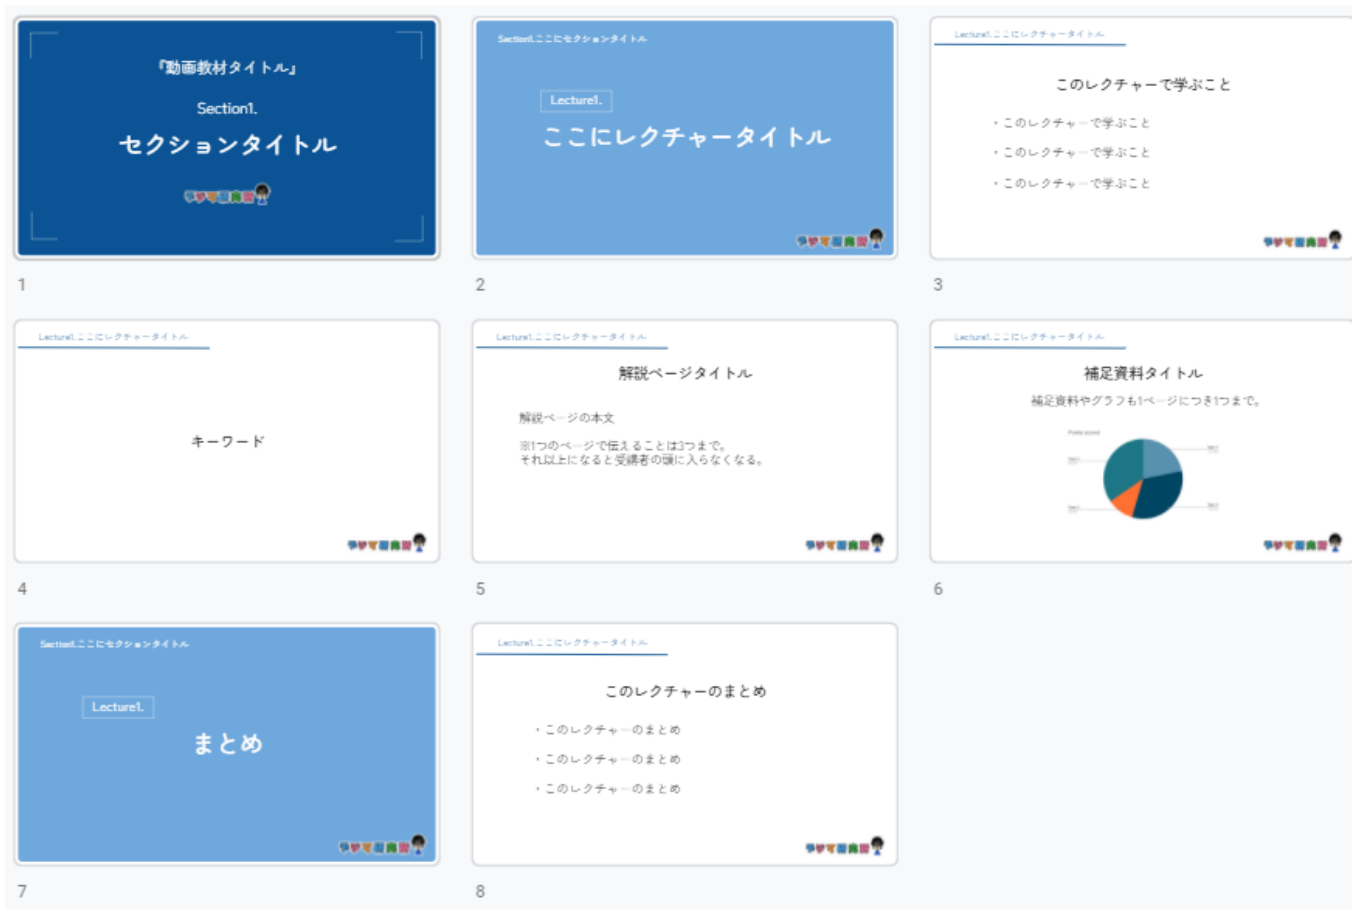 『動画教材タイトル』
Section1.
セクションタイトル
1
Section1.ここにセクションタイトル
Lecture1.
ここにレクチャータイトル
2
Lecture1.ここにレクチャータイトル
このレクチャーで学ぶこと
・このレクチャーで学ぶこと
・このレクチャーで学ぶこと
・このレクチャーで学ぶこと
3
Lecture1.ここにレクチャータイトル
キーワード
4
Lecture1.ここにレクチャータイトル
解説ページタイトル
解説ページの本文
※1つのページで伝えることは3つまで。
それ以上になると受講者の頭に入らなくなる。
5
Lecture1.ここにレクチャータイトル
補足資料タイトル
補足資料やグラフも1ページにつき1つまで。
Points scored
6
Section1.ここにセクションタイトル
Lecture1.
まとめ
7
Lecture1.ここにレクチャータイトル
このレクチャーのまとめ
・このレクチャーのまとめ
・このレクチャーのまとめ
・このレクチャーのまとめ
8